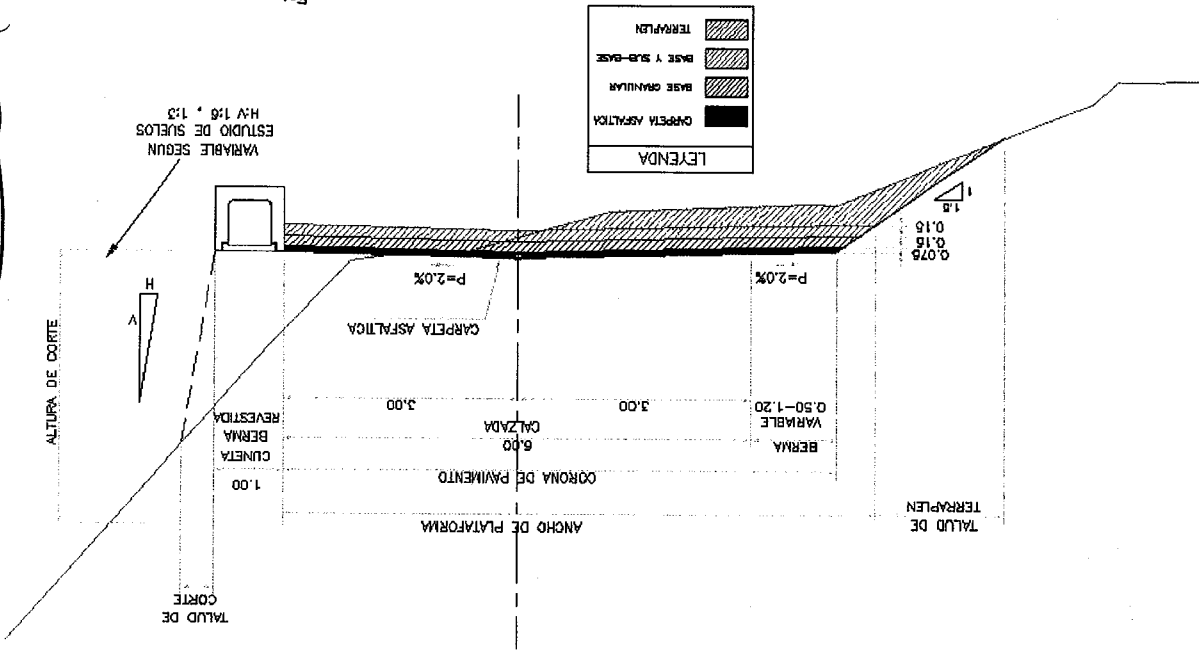 TALUD DE
CORTE
TALUD DE
TERRAPLEN
ANCHO DE PLATAFORMA
CORONA DE PAVIMENTO
1.00
CUNETA
BERMA
REVESTIDA
BERMA
VARIABLE
0.50-1.20
6.00
CALZADA
3.00
3.00
ALTURA DE CORTE
CARPETA ASFALTICA
P=2.0%
P=2.0%
H
V
0.075
0.15
0.15
1.5
1
VARIABLE SEGUN
ESTUDIO DE SUELOS
H:V 1:6 , 1:3
LEYENDA
CARPETA ASFALTICA
BASE GRANULAR
BASE Y SUB-BASE
TERRAPLEN